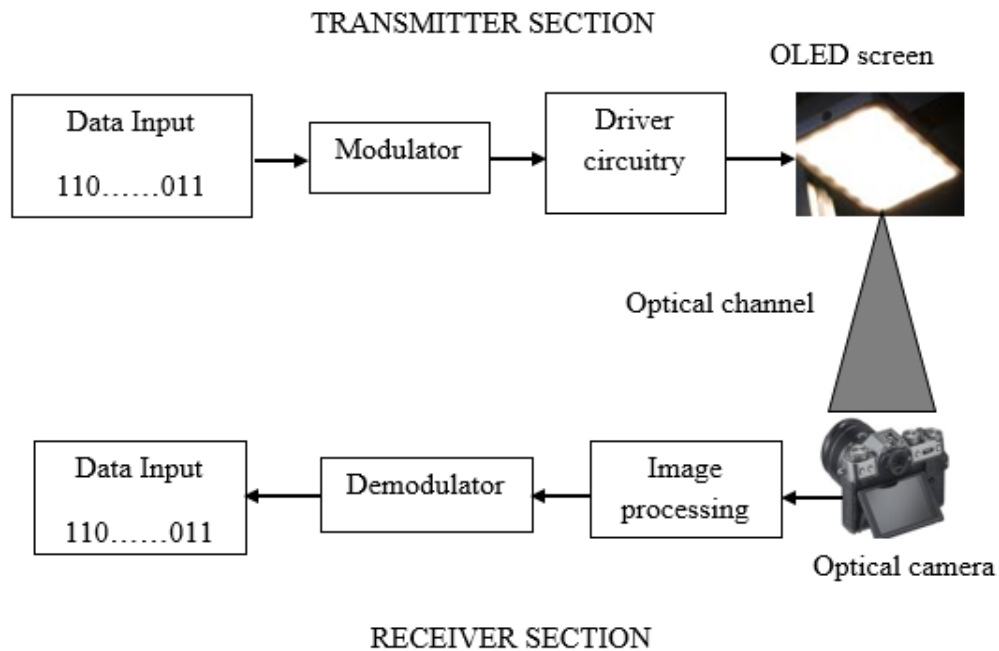 TRANSMITTER SECTION
OLED screen
Data Input
110......011
Modulator
Driver
circuitry
Optical channel
Data Input
110......011
Demodulator
Image
processing
Optical camera
RECEIVER SECTION